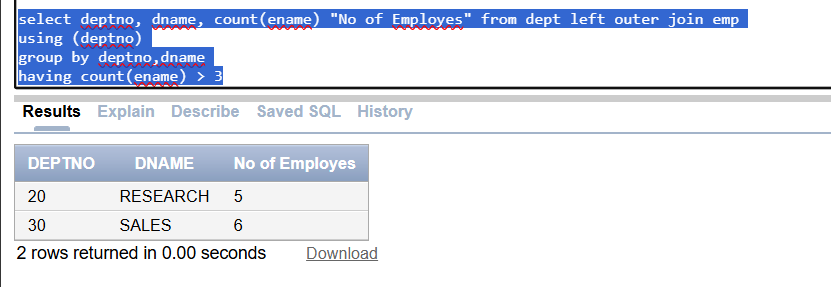 select deptno, dname, count(ename) "No of Employes" from dept left outer join emp
using (deptno)
group by deptno,dname
having count(ename) > 3
Results Explain Describe Saved SQL History
DEPTNO DNAME No of Employes
20 RESEARCH 5
30 SALES 6
2 rows returned in 0.00 seconds Download